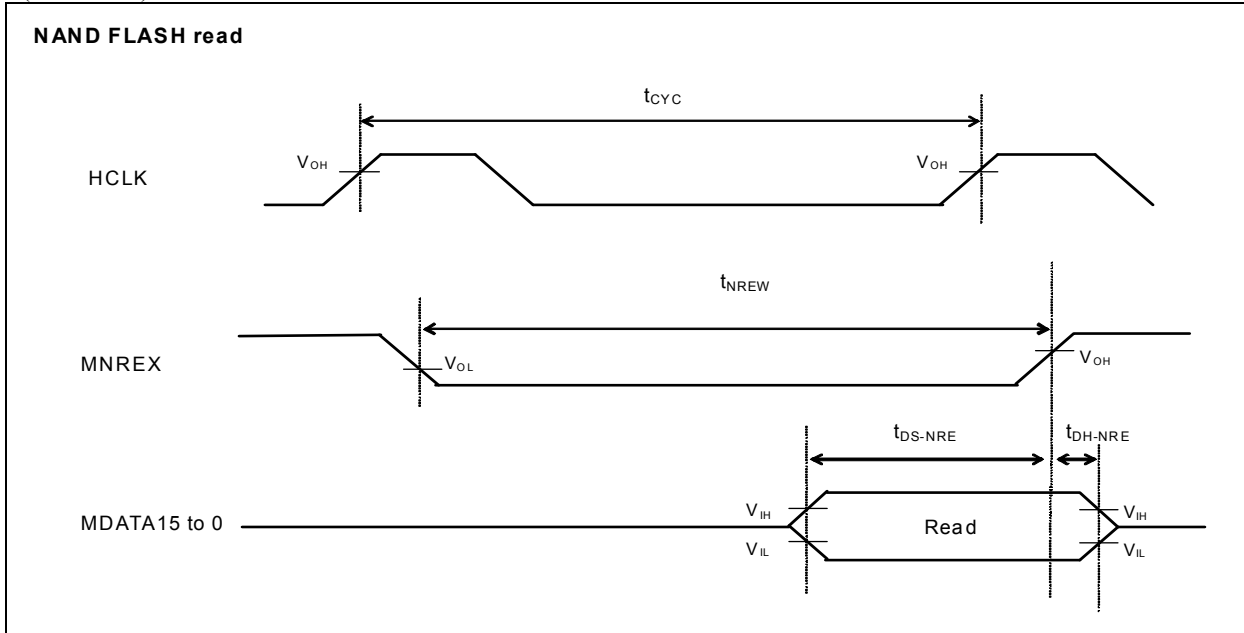 NAND FLASH read
tCYC
VOH
VOH
HCLK
tNREW
MNREX
VOL
VOH
tDS-NRE
tDH-NRE
VIH
VIH
MDATA15 to 0
Read
VIL
VIL